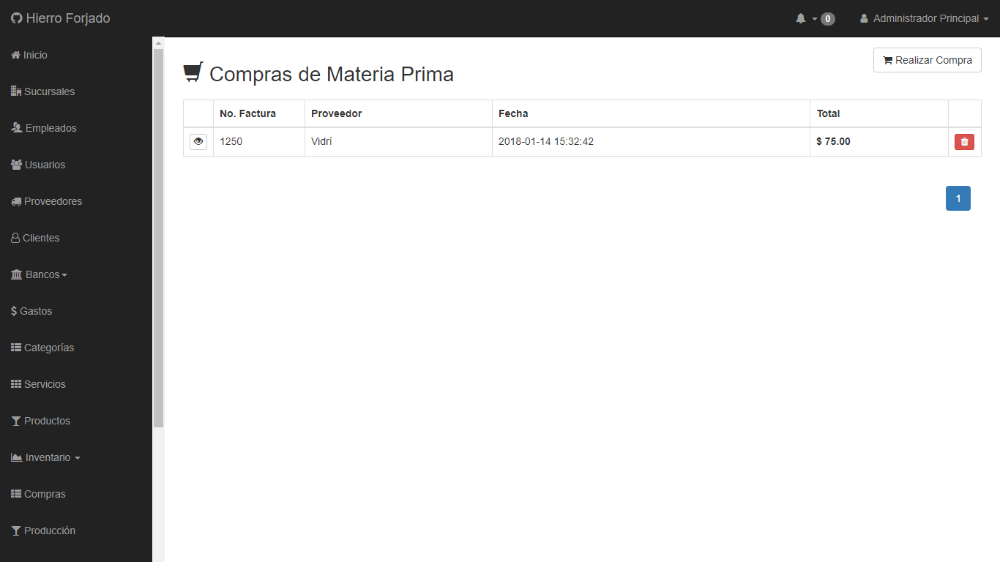 Hierro Forjado
0
Administrador Principal
Inicio
Sucursales
Empleados
Usuarios
Proveedores
Clientes
Bancos
Gastos
Categorías
Servicios
Productos
Inventario
Compras
Producción
Realizar Compra
Compras de Materia Prima
No. Factura Proveedor Fecha Total
1250 Vidrí 2018-01-14 15:32:42 $ 75.00
1